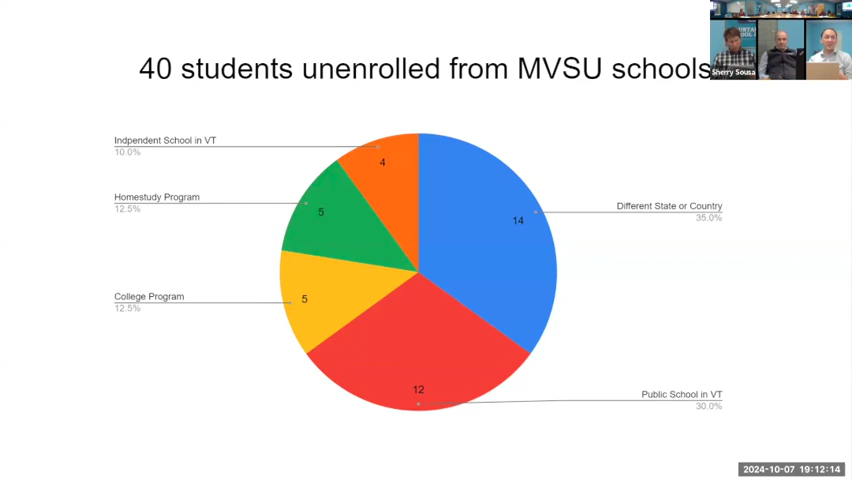 40 students unenrolled from MVSU schools
Sherry Sousa
Indpendent School in VT
10.0%
4
Homestudy Program
12.5%
5
Different State or Country
35.0%
14
College Program
12.5%
5
12
Public School in VT
30.0%
2024-10-07 19:12:14